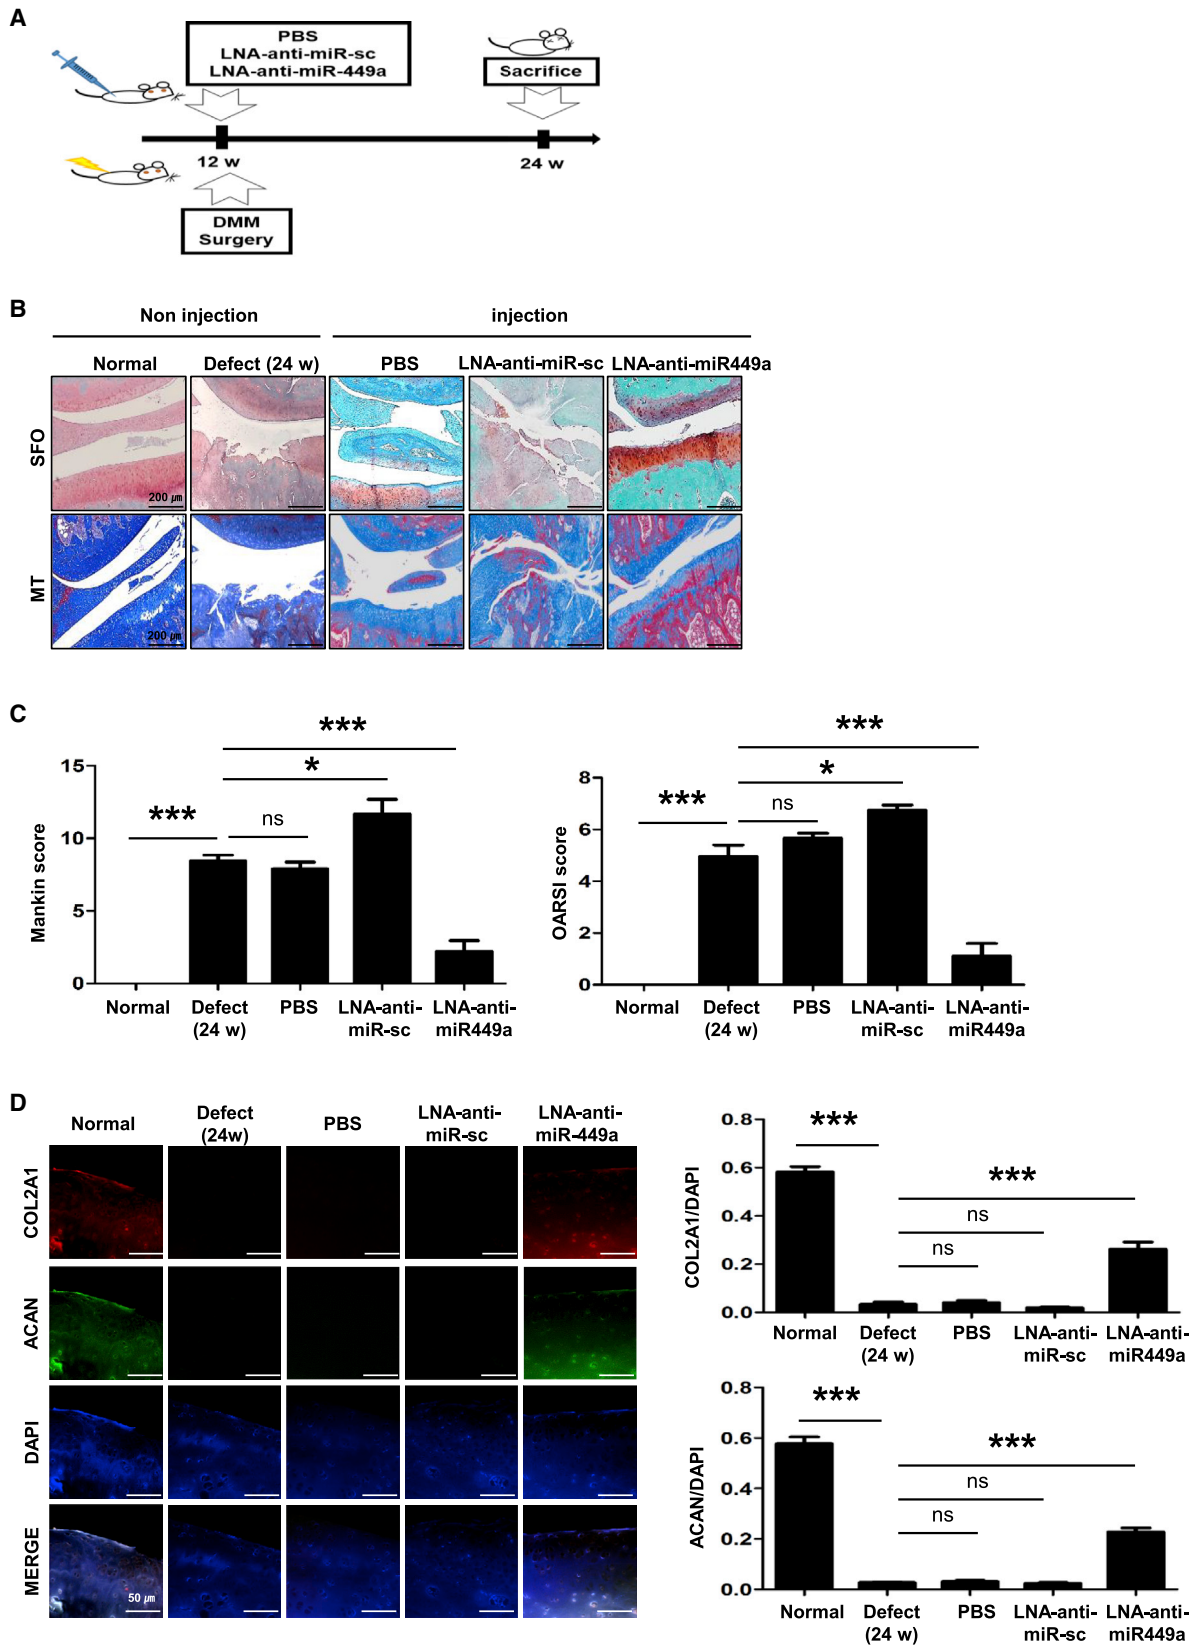 A
PBS
LNA-anti-miR-sc
LNA-anti-miR-449a
Sacrifice
12 w
24 w
DMM
Surgery
B
Non injection
injection
Normal
Defect (24 w)
PBS
LNA-anti-miR-sc
LNA-anti-miR449a
SFO
200 μm
MT
200 μm
C
***
*
***
ns
15
10
5
0
Mankin score
Normal
Defect
(24 w)
PBS
LNA-anti-
miR-sc
LNA-anti-
miR449a
***
*
***
ns
8
6
4
2
0
OARSI score
Normal
Defect
(24 w)
PBS
LNA-anti-
miR-sc
LNA-anti-
miR449a
D
Normal
Defect
(24w)
PBS
LNA-anti-
miR-sc
LNA-anti-
miR-449a
COL2A1
ACAN
DAPI
MERGE
50 μm
0.8
0.6
0.4
0.2
0.0
COL2A1/DAPI
***
***
ns
ns
Normal
Defect
(24 w)
PBS
LNA-anti-
miR-sc
LNA-anti-
miR449a
0.8
0.6
0.4
0.2
0.0
ACAN/DAPI
***
***
ns
ns
Normal
Defect
(24 w)
PBS
LNA-anti-
miR-sc
LNA-anti-
miR449a